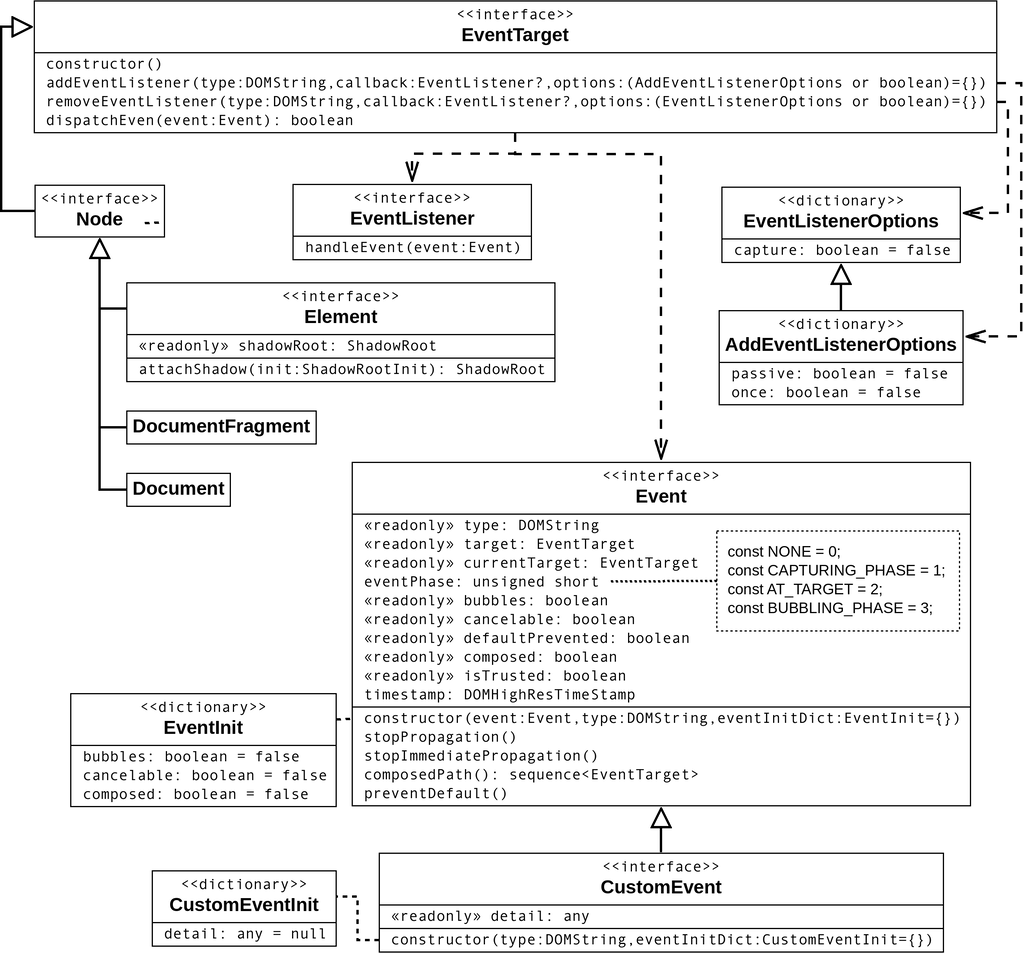 <<interface>>
EventTarget
constructor()
addEventListener(type:DOMString,callback:EventListener?,options:(AddEventListenerOptions or boolean)={})
removeEventListener(type:DOMString,callback:EventListener?,options:(EventListenerOptions or boolean)={})
dispatchEven(event:Event): boolean
<<interface>>
Node
--
<<interface>>
EventListener
handleEvent(event:Event)
<<dictionary>>
EventListenerOptions
capture: boolean = false
<<interface>>
Element
«readonly» shadowRoot: ShadowRoot
attachShadow(init:ShadowRootInit): ShadowRoot
<<dictionary>>
AddEventListenerOptions
passive: boolean = false
once: boolean = false
DocumentFragment
Document
<<interface>>
Event
«readonly» type: DOMString
«readonly» target: EventTarget
«readonly» currentTarget: EventTarget
eventPhase: unsigned short
«readonly» bubbles: boolean
«readonly» cancelable: boolean
«readonly» defaultPrevented: boolean
«readonly» composed: boolean
«readonly» isTrusted: boolean
timestamp: DOMHighResTimeStamp
const NONE = 0;
const CAPTURING_PHASE = 1;
const AT_TARGET = 2;
const BUBBLING_PHASE = 3;
constructor(event:Event,type:DOMString,eventInitDict:EventInit={})
stopPropagation()
stopImmediatePropagation()
composedPath(): sequence<EventTarget>
preventDefault()
<<dictionary>>
EventInit
bubbles: boolean = false
cancelable: boolean = false
composed: boolean = false
<<interface>>
CustomEvent
«readonly» detail: any
constructor(type:DOMString,eventInitDict:CustomEventInit={})
<<dictionary>>
CustomEventInit
detail: any = null